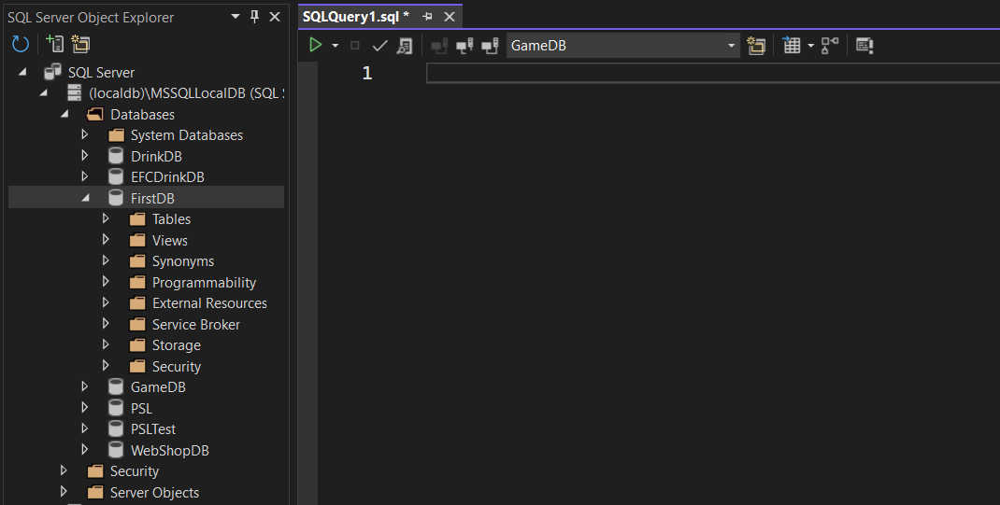 SQL Server Object Explorer
SQL Server
(localdb)\MSSQLLocalDB (SQL S
Databases
System Databases
DrinkDB
EFCDrinkDB
FirstDB
Tables
Views
Synonyms
Programmability
External Resources
Service Broker
Storage
Security
GameDB
PSL
PSLTest
WebShopDB
Security
Server Objects
SQLQuery1.sql *
GameDB
1